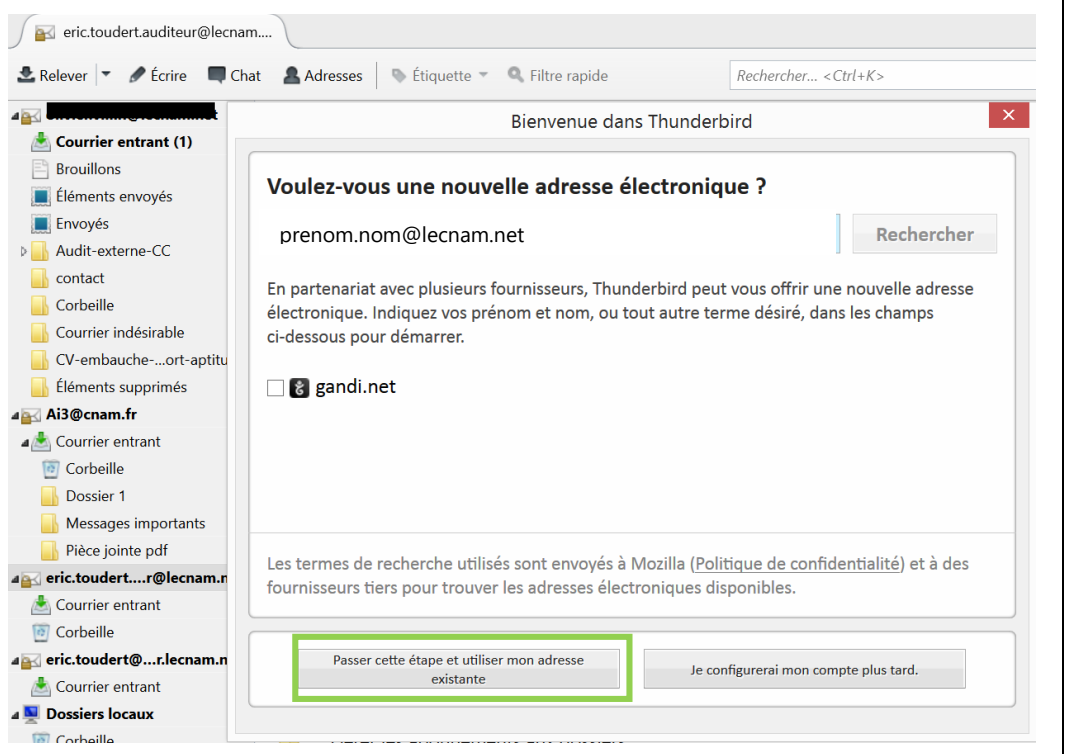 eric.toudert.auditeur@lecnam....
Relever Écrire Chat Adresses Étiquette Filtre rapide Rechercher... <Ctrl+K>
Bienvenue dans Thunderbird
Courrier entrant (1)
Brouillons
Éléments envoyés
Envoyés
Audit-externe-CC
contact
Corbeille
Courrier indésirable
CV-embauche-...ort-aptitu
Éléments supprimés
Ai3@cnam.fr
Courrier entrant
Corbeille
Dossier 1
Messages importants
Pièce jointe pdf
eric.toudert....r@lecnam.n
Courrier entrant
Corbeille
eric.toudert@...r.lecnam.n
Courrier entrant
Dossiers locaux
Corbeille
Voulez-vous une nouvelle adresse électronique ?
prenom.nom@lecnam.net
Rechercher
En partenariat avec plusieurs fournisseurs, Thunderbird peut vous offrir une nouvelle adresse
électronique. Indiquez vos prénom et nom, ou tout autre terme désiré, dans les champs
ci-dessous pour démarrer.
gandi.net
Les termes de recherche utilisés sont envoyés à Mozilla (Politique de confidentialité) et à des
fournisseurs tiers pour trouver les adresses électroniques disponibles.
Passer cette étape et utiliser mon adresse
existante
Je configurerai mon compte plus tard.